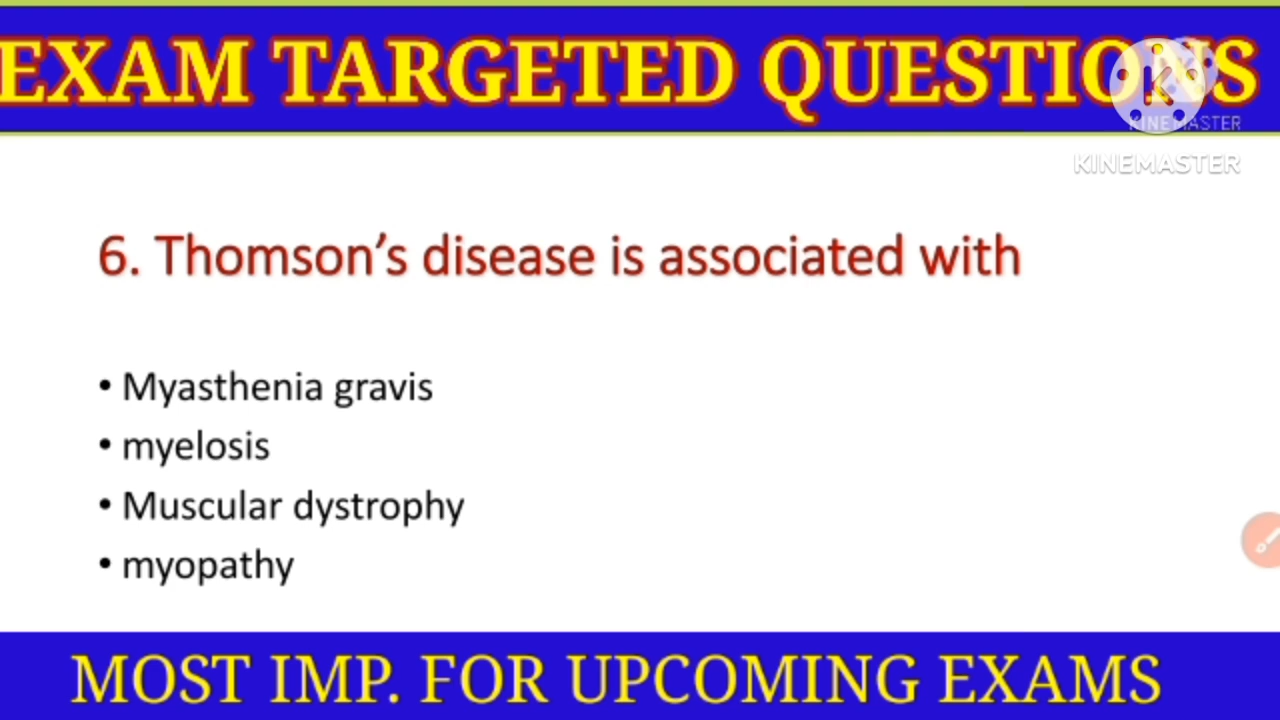 EXAM TARGETED QUESTIONS
KINEMASTER
KINEMASTER
6. Thomson’s disease is associated with
• Myasthenia gravis
• myelosis
• Muscular dystrophy
• myopathy
MOST IMP. FOR UPCOMING EXAMS